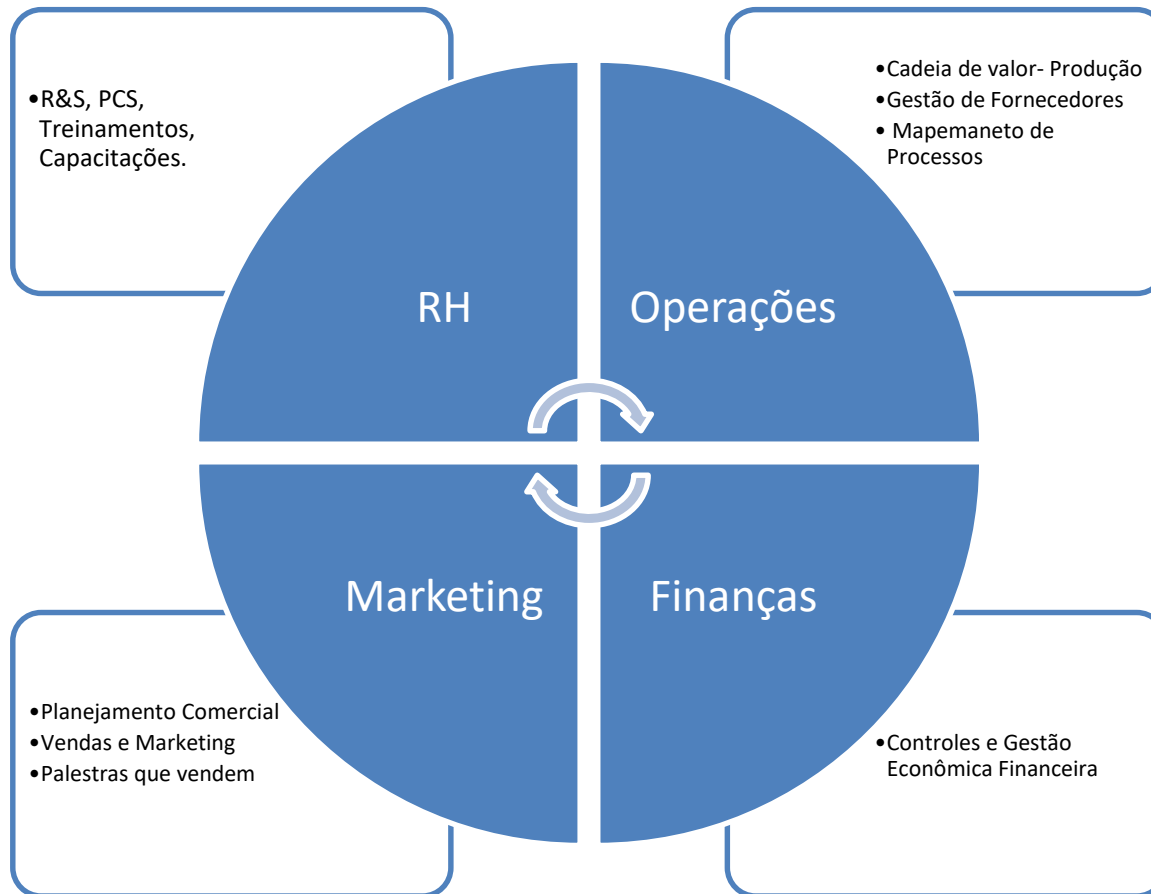 •R&S, PCS,
Treinamentos,
Capacitações.
•Cadeia de valor- Produção
•Gestão de Fornecedores
• Mapemaneto de
Processos
RH
Operações
Marketing
Finanças
•Planejamento Comercial
•Vendas e Marketing
•Palestras que vendem
•Controles e Gestão
Econômica Financeira